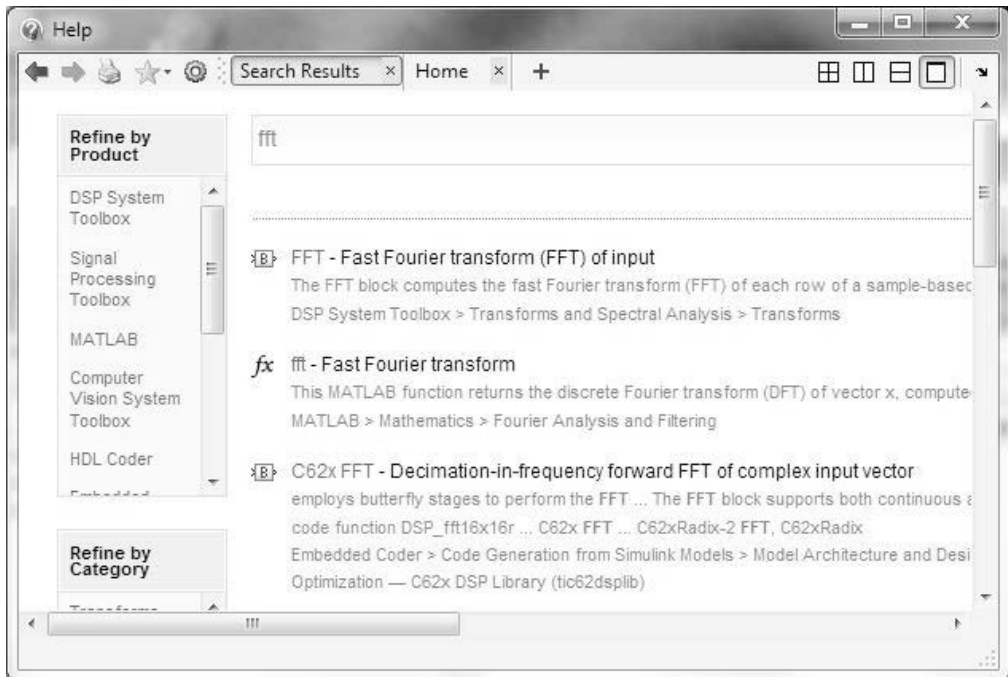 Help
Search Results
Home
Refine by
Product
DSP System
Toolbox
Signal
Processing
Toolbox
MATLAB
Computer
Vision System
Toolbox
HDL Coder
Refine by
Category
fft
B FFT - Fast Fourier transform (FFT) of input
The FFT block computes the fast Fourier transform (FFT) of each row of a sample-based
DSP System Toolbox > Transforms and Spectral Analysis > Transforms
fx fft - Fast Fourier transform
This MATLAB function returns the discrete Fourier transform (DFT) of vector x, compute
MATLAB > Mathematics > Fourier Analysis and Filtering
B C62x FFT - Decimation-in-frequency forward FFT of complex input vector
employs butterfly stages to perform the FFT ... The FFT block supports both continuous a
code function DSP_fft16x16r ... C62x FFT ... C62xRadix-2 FFT, C62xRadix
Embedded Coder > Code Generation from Simulink Models > Model Architecture and Desi
Optimization — C62x DSP Library (tic62dsplib)